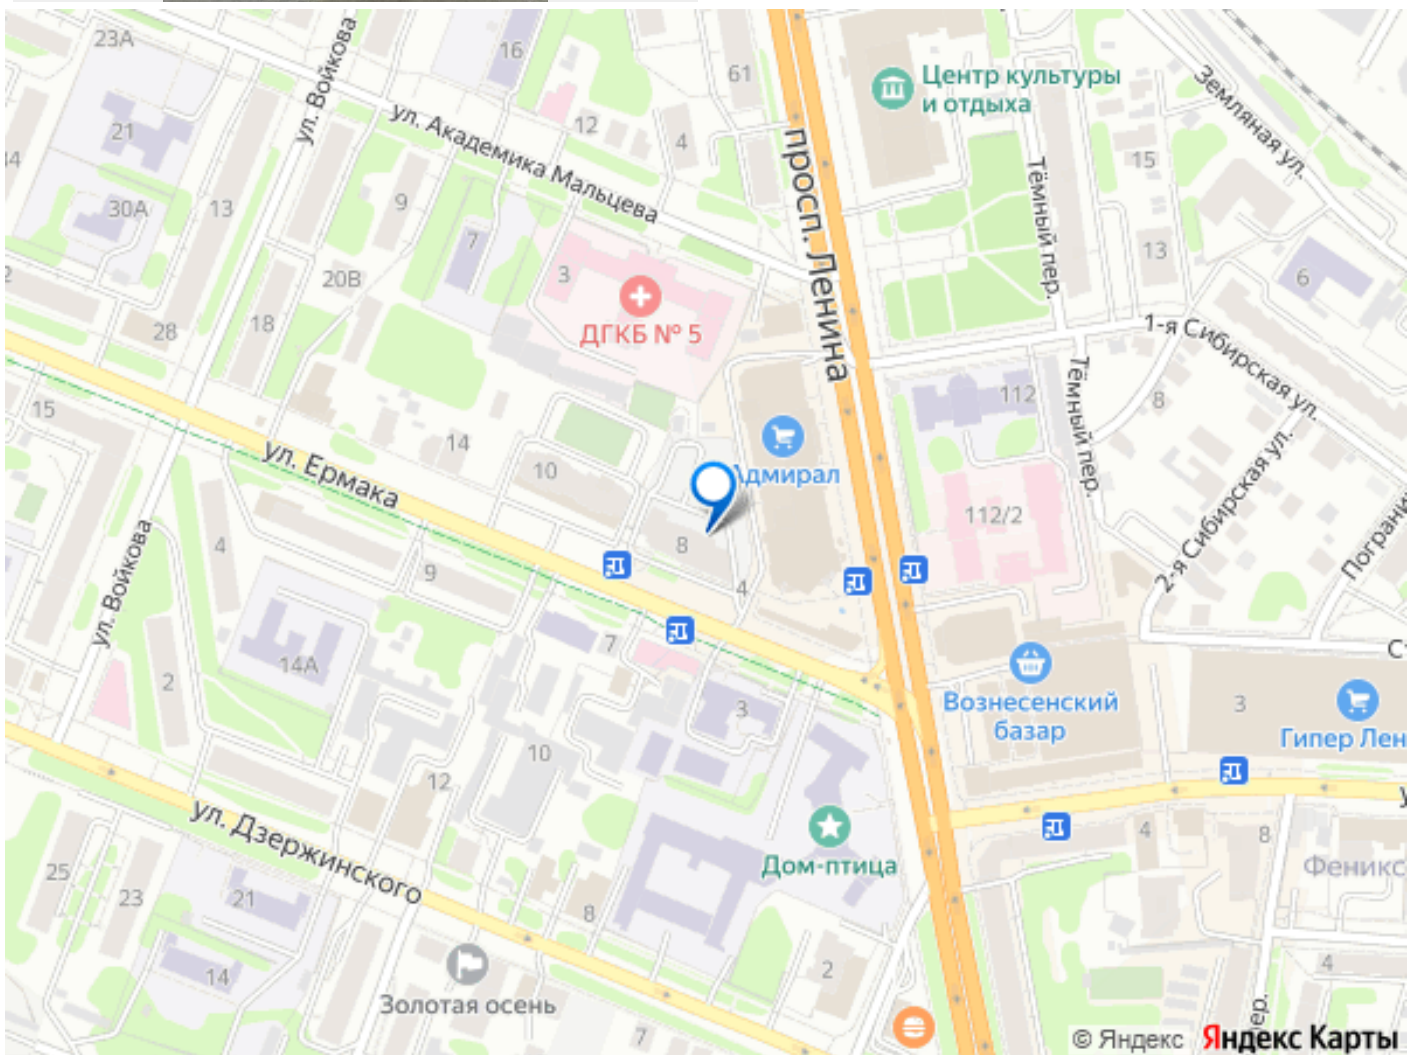 23А
ул. Войкова
16
61
Центр культуры
и отдыха
Земляная ул.
21
ул. Академика Мальцева
12
4
просп. Ленина
Тёмный пер.
15
30А
13
9
7
13
6
3
20В
ДГКБ № 5
28
18
1-я Сибирская ул.
Тёмный пер.
112
8
15
14
ул. Ермака
10
Адмирал
112/2
2-я Сибирская ул.
8
4
9
4
ул. Войкова
7
14А
2
3
Вознесенский
базар
3
Гипер Лен
10
12
ул. Дзержинского
Дом-птица
4
8
Феникс
25
23
21
8
14
2
4
Золотая осень
7
пер.
© Яндекс Яндекс Карты